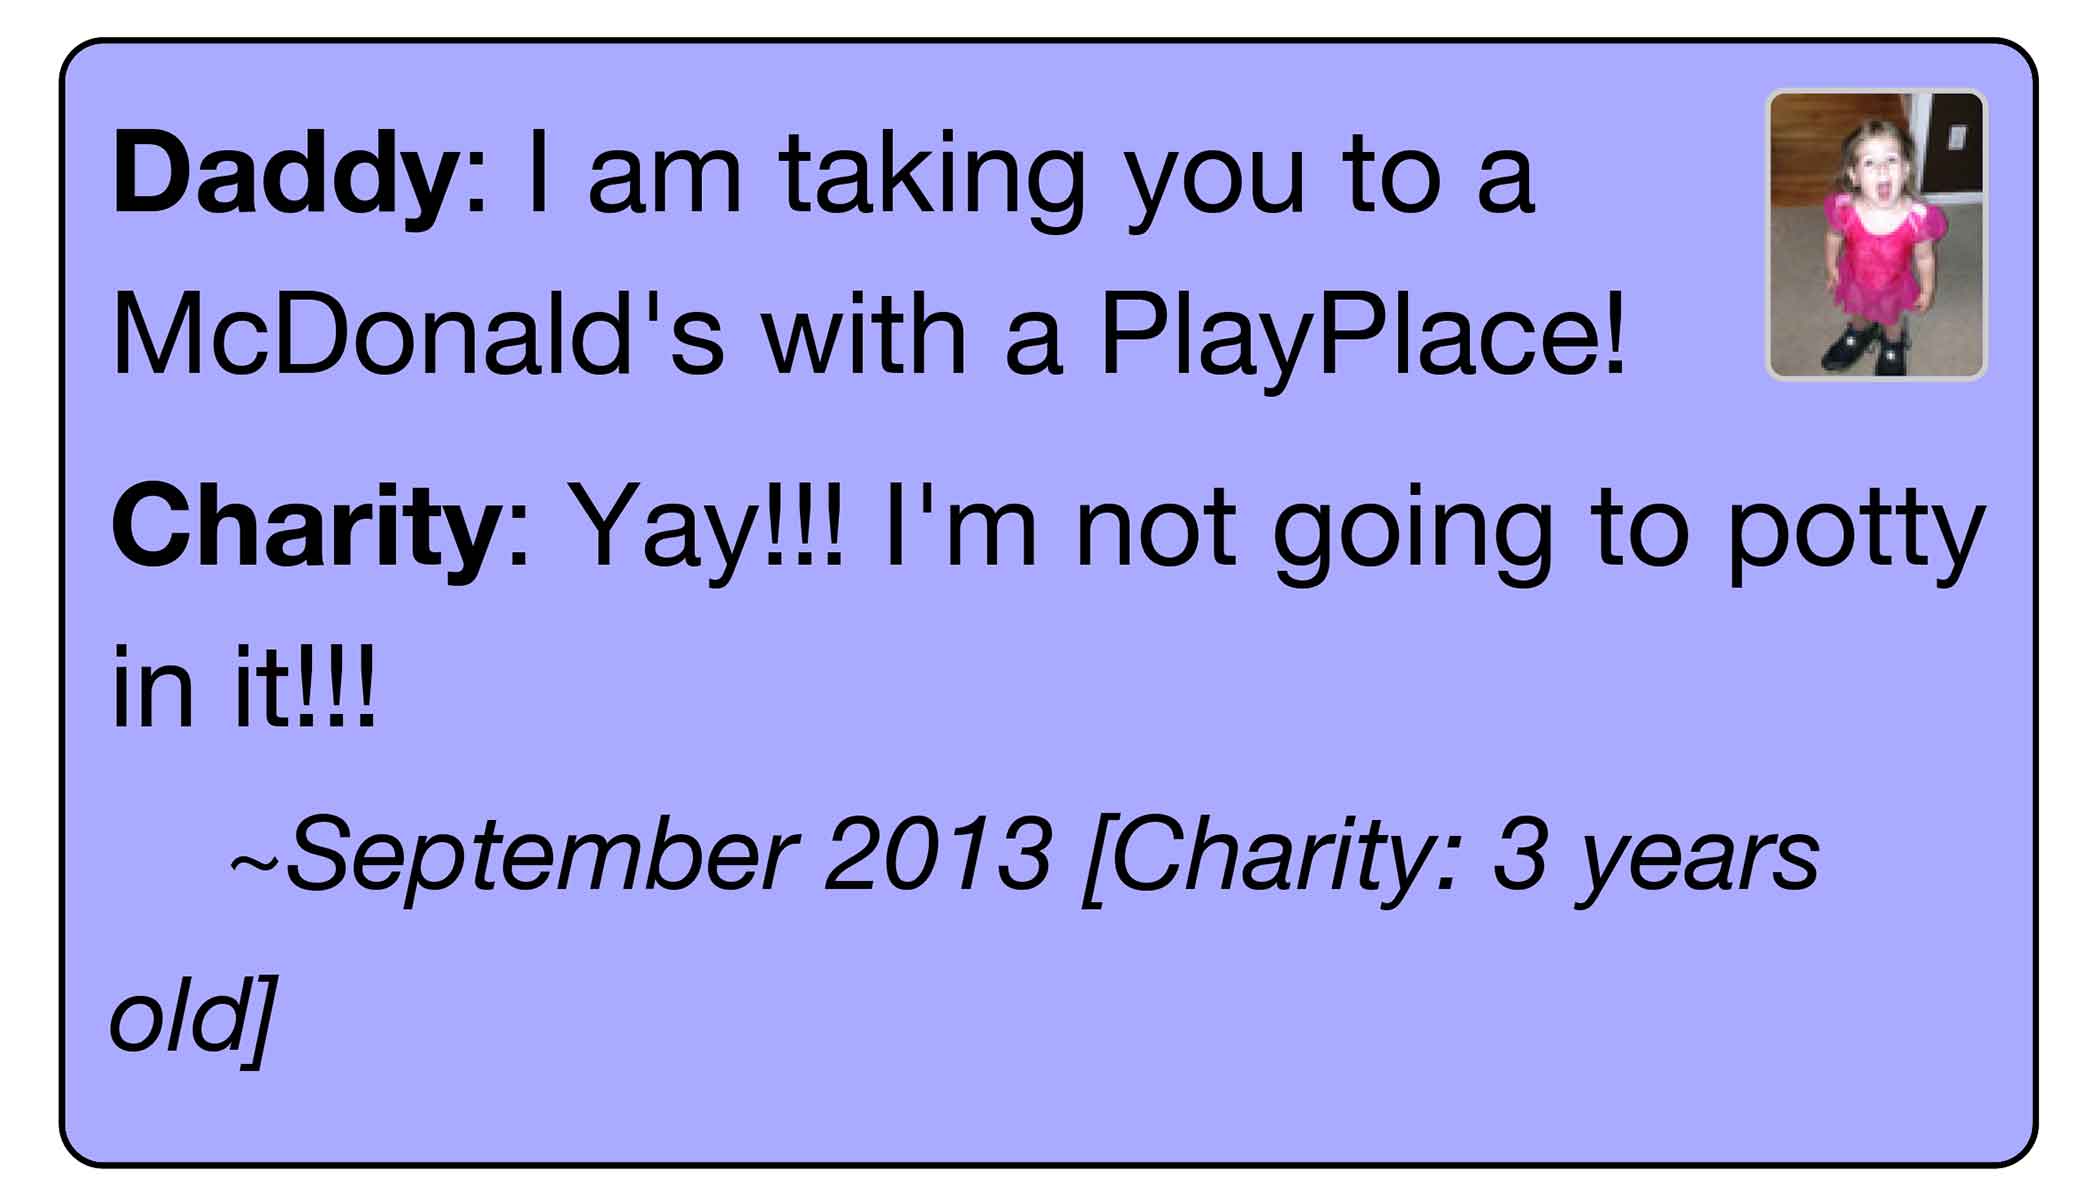 Daddy: I am taking you to a
McDonald's with a PlayPlace!
Charity: Yay!!! I'm not going to potty
in it!!!
~September 2013 [Charity: 3 years
old]